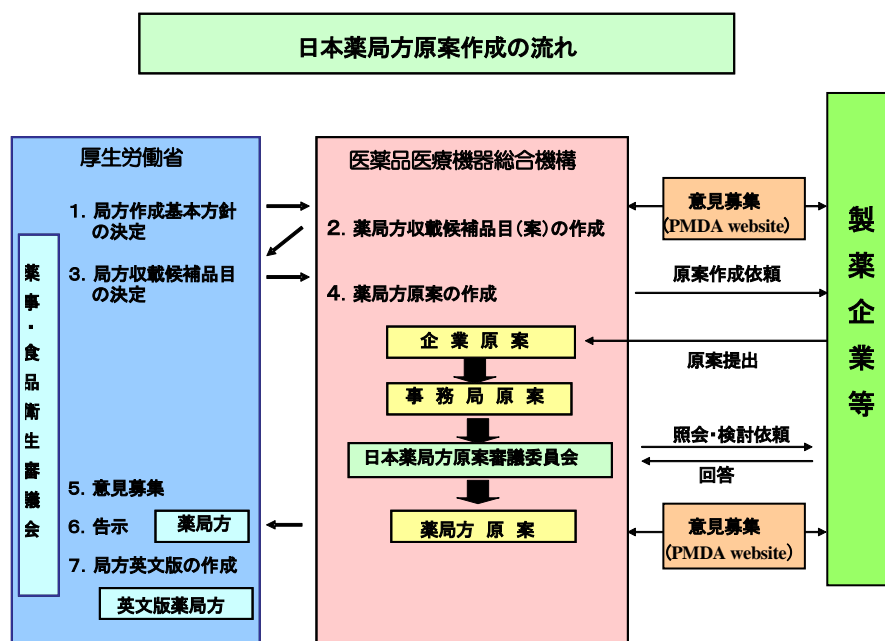 日本薬局方原案作成の流れ
厚生労働省
1. 局方作成基本方針
の決定
3. 局方収載候補品目
の決定
薬事・食品衛生審議会
5. 意見募集
6. 告示
薬局方
7. 局方英文版の作成
英文版薬局方
医薬品医療機器総合機構
2. 薬局方収載候補品目(案)の作成
4. 薬局方原案の作成
企業原案
事務局原案
日本薬局方原案審議委員会
薬局方原案
意見募集
(PMDA website)
原案作成依頼
原案提出
照会・検討依頼
回答
意見募集
(PMDA website)
製薬企業等